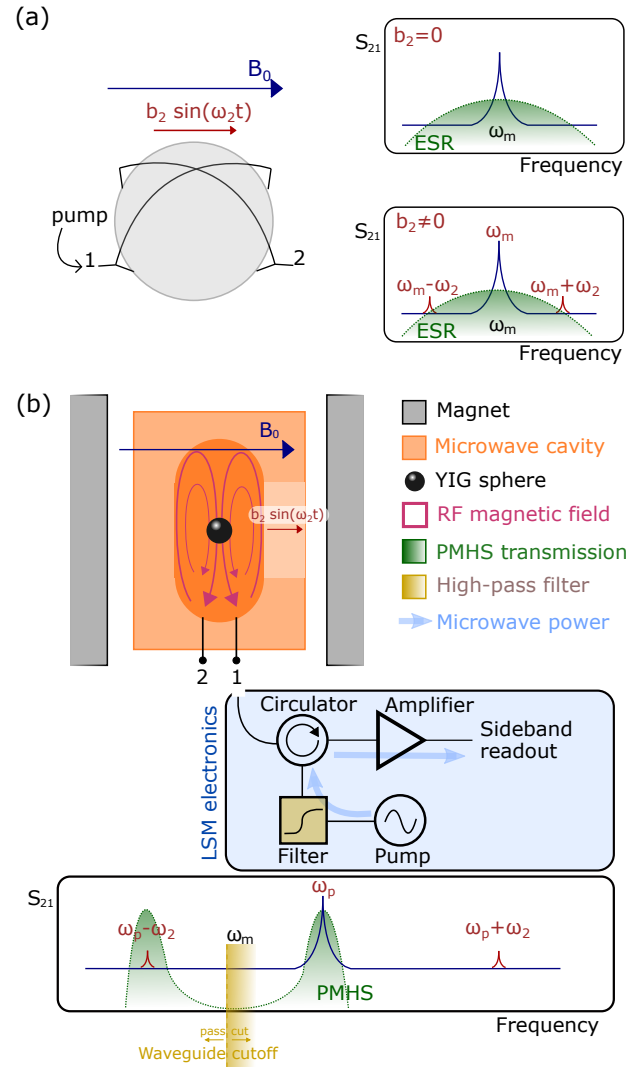 (a)
B₀
b₂ sin(ω₂t)
pump
1
2
S₂₁
b₂=0
ωₘ
ESR
Frequency
S₂₁
b₂≠0
ωₘ
ωₘ-ω₂
ωₘ+ω₂
ωₘ
ESR
Frequency
(b)
B₀
b₂ sin(ω₂t)
2
1
Magnet
Microwave cavity
YIG sphere
RF magnetic field
PMHS transmission
High-pass filter
Microwave power
LSM electronics
Circulator
Amplifier
Sideband
readout
Filter
Pump
S₂₁
ωₚ-ω₂
ωₘ
ωₚ
ωₚ+ω₂
PMHS
Frequency
pass cut
Waveguide cutoff